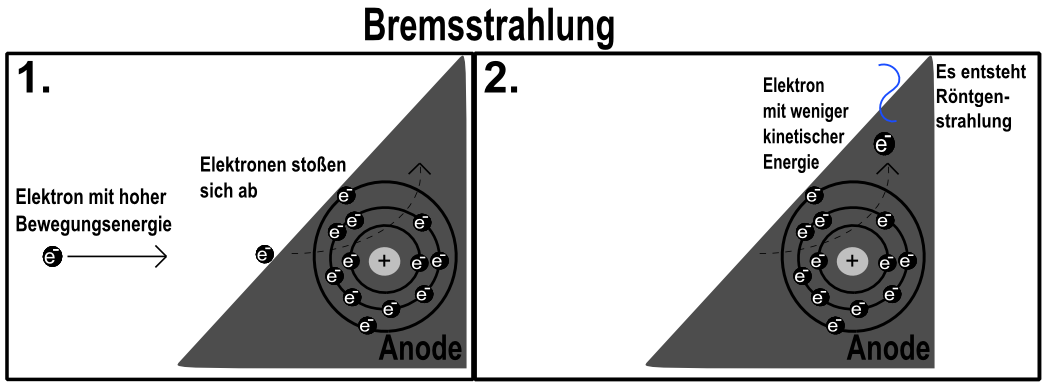 Bremsstrahlung
1.
Elektronen stoßen
sich ab
Elektron mit hoher
Bewegungsenergie
e⁻
e⁻
e⁻
e⁻
e⁻
e⁻
e⁻
+
e⁻
e⁻
e⁻
e⁻
e⁻
e⁻
e⁻
Anode
2.
Elektron
mit weniger
kinetischer
Energie
Es entsteht
Röntgen-
strahlung
e⁻
e⁻
e⁻
e⁻
e⁻
e⁻
+
e⁻
e⁻
e⁻
e⁻
e⁻
e⁻
e⁻
Anode